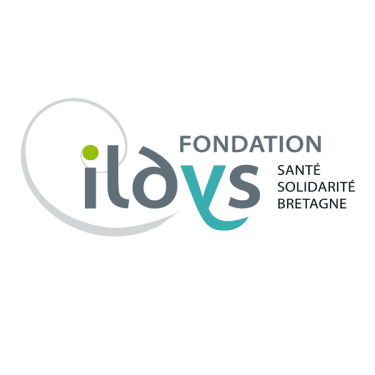 FONDATION
ildys
SANTÉ
SOLIDARITÉ
BRETAGNE